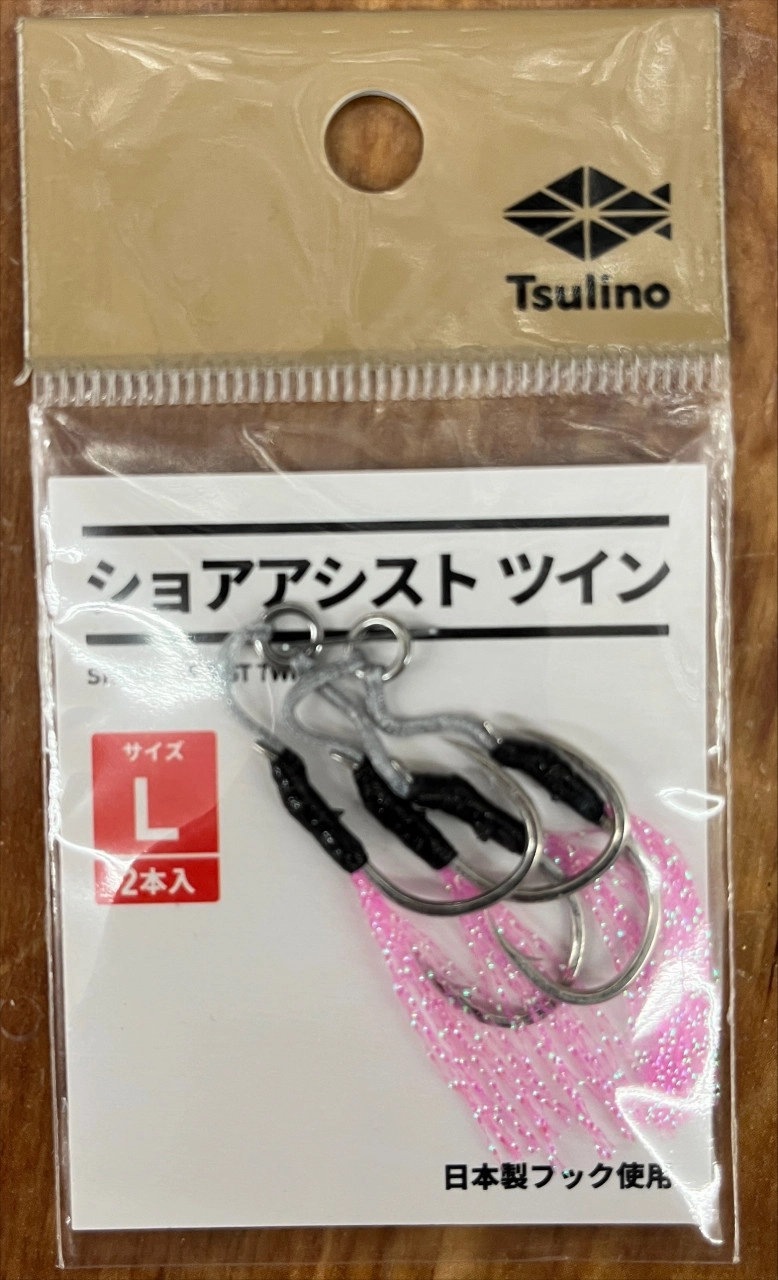 Tsulino
ショアアシスト ツイン
サイズ
L
2本入
日本製フック使用